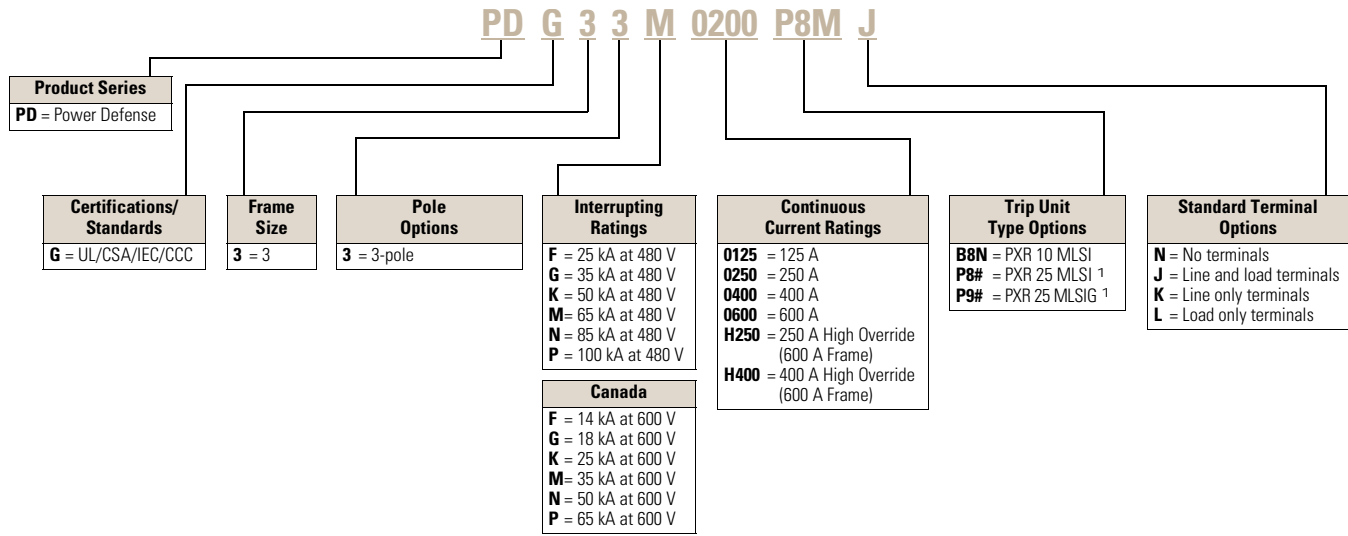 PD G 3 3 M 0200 P8M J
Product Series
PD = Power Defense
Certifications/
Standards
G = UL/CSA/IEC/CCC
Frame
Size
3 = 3
Pole
Options
3 = 3-pole
Interrupting
Ratings
F = 25 kA at 480 V
G = 35 kA at 480 V
K = 50 kA at 480 V
M= 65 kA at 480 V
N = 85 kA at 480 V
P = 100 kA at 480 V
Canada
F = 14 kA at 600 V
G = 18 kA at 600 V
K = 25 kA at 600 V
M= 35 kA at 600 V
N = 50 kA at 600 V
P = 65 kA at 600 V
Continuous
Current Ratings
0125 = 125 A
0250 = 250 A
0400 = 400 A
0600 = 600 A
H250 = 250 A High Override
(600 A Frame)
H400 = 400 A High Override
(600 A Frame)
Trip Unit
Type Options
B8N = PXR 10 MLSI
P8# = PXR 25 MLSI 1
P9# = PXR 25 MLSIG 1
Standard Terminal
Options
N = No terminals
J = Line and load terminals
K = Line only terminals
L = Load only terminals